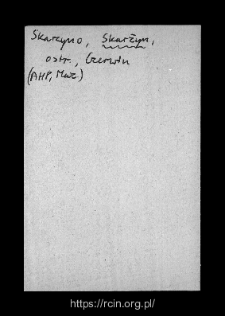 Skarzyno, Skarżyn,
ostr., Czerwin
(AHP, Maz.)
https://rcin.org.pl/